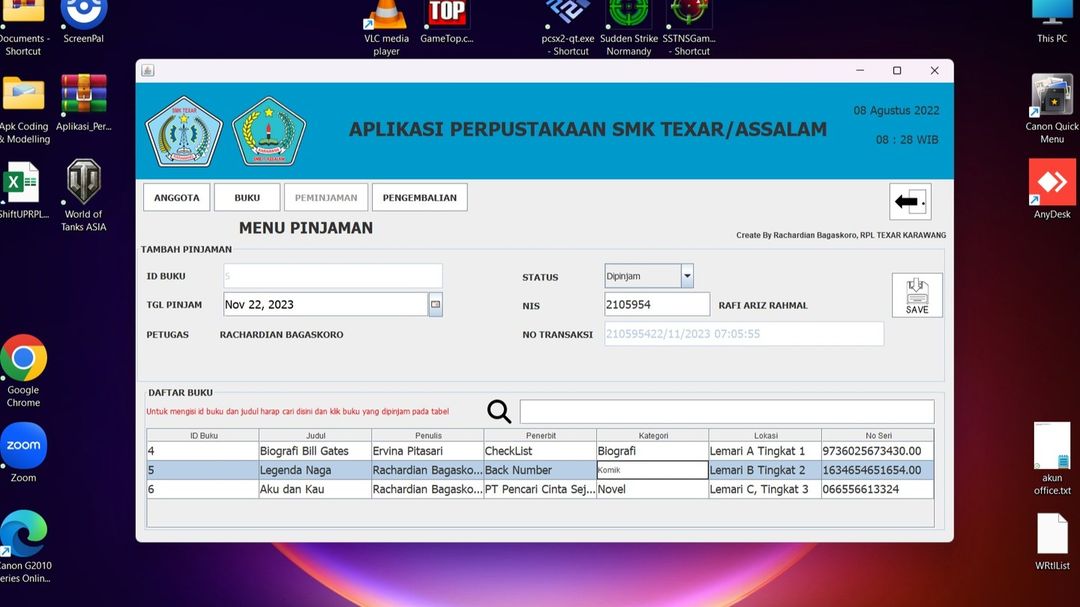 Documents - Shortcut
ScreenPal
VLC media player
GameTop.c...
pcsx2-qt.exe - Shortcut
Sudden Strike Normandy
SSTNSGam... - Shortcut
This PC
TOP
Apk Coding & Modelling
Aplikasi_Per...
Canon Quick Menu
ShiftUPRPL...
World of Tanks ASIA
AnyDesk
Google Chrome
zoom
Zoom
Canon G2010 series Onlin...
akun office.txt
WRtlList
SMK TEXAR
APLIKASI PERPUSTAKAAN SMK TEXAR/ASSALAM
08 Agustus 2022
08 : 28 WIB
ANGGOTA
BUKU
PEMINJAMAN
PENGEMBALIAN
MENU PINJAMAN
Create By Rachardian Bagaskoro, RPL TEXAR KARAWANG
TAMBAH PINJAMAN
ID BUKU 5
STATUS Dipinjam
TGL PINJAM Nov 22, 2023
NIS 2105954 RAFI ARIZ RAHMAL
SAVE
PETUGAS RACHARDIAN BAGASKORO
NO TRANSAKSI 210595422/11/2023 07:05:55
DAFTAR BUKU
Untuk mengisi id buku dan judul harap cari disini dan klik buku yang dipinjam pada tabel
ID Buku Judul Penulis Penerbit Kategori Lokasi No Seri
4 Biografi Bill Gates Ervina Pitasari CheckList Biografi Lemari A Tingkat 1 9736025673430.00
5 Legenda Naga Rachardian Bagasko... Back Number Komik Lemari B Tingkat 2 1634654651654.00
6 Aku dan Kau Rachardian Bagasko... PT Pencari Cinta Sej... Novel Lemari C, Tingkat 3 066556613324